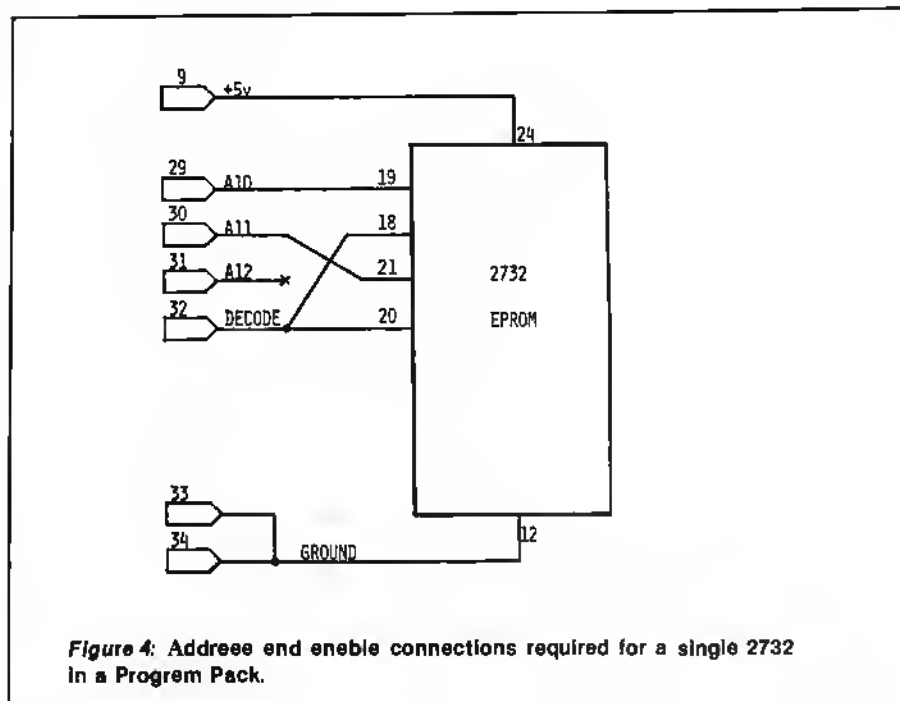 9
+5v
24
29
A10
19
30
A11
18
31
A12
21
2732
32
DECODE
20
EPROM
33
34
GROUND
12
Figure 4: Addreee end eneble connections required for a single 2732
in a Progrem Pack.